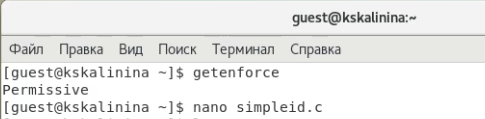 guest@kskalinina:~
Файл Правка Вид Поиск Терминал Справка
[guest@kskalinina ~]$ getenforce
Permissive
[guest@kskalinina ~]$ nano simpleid.c